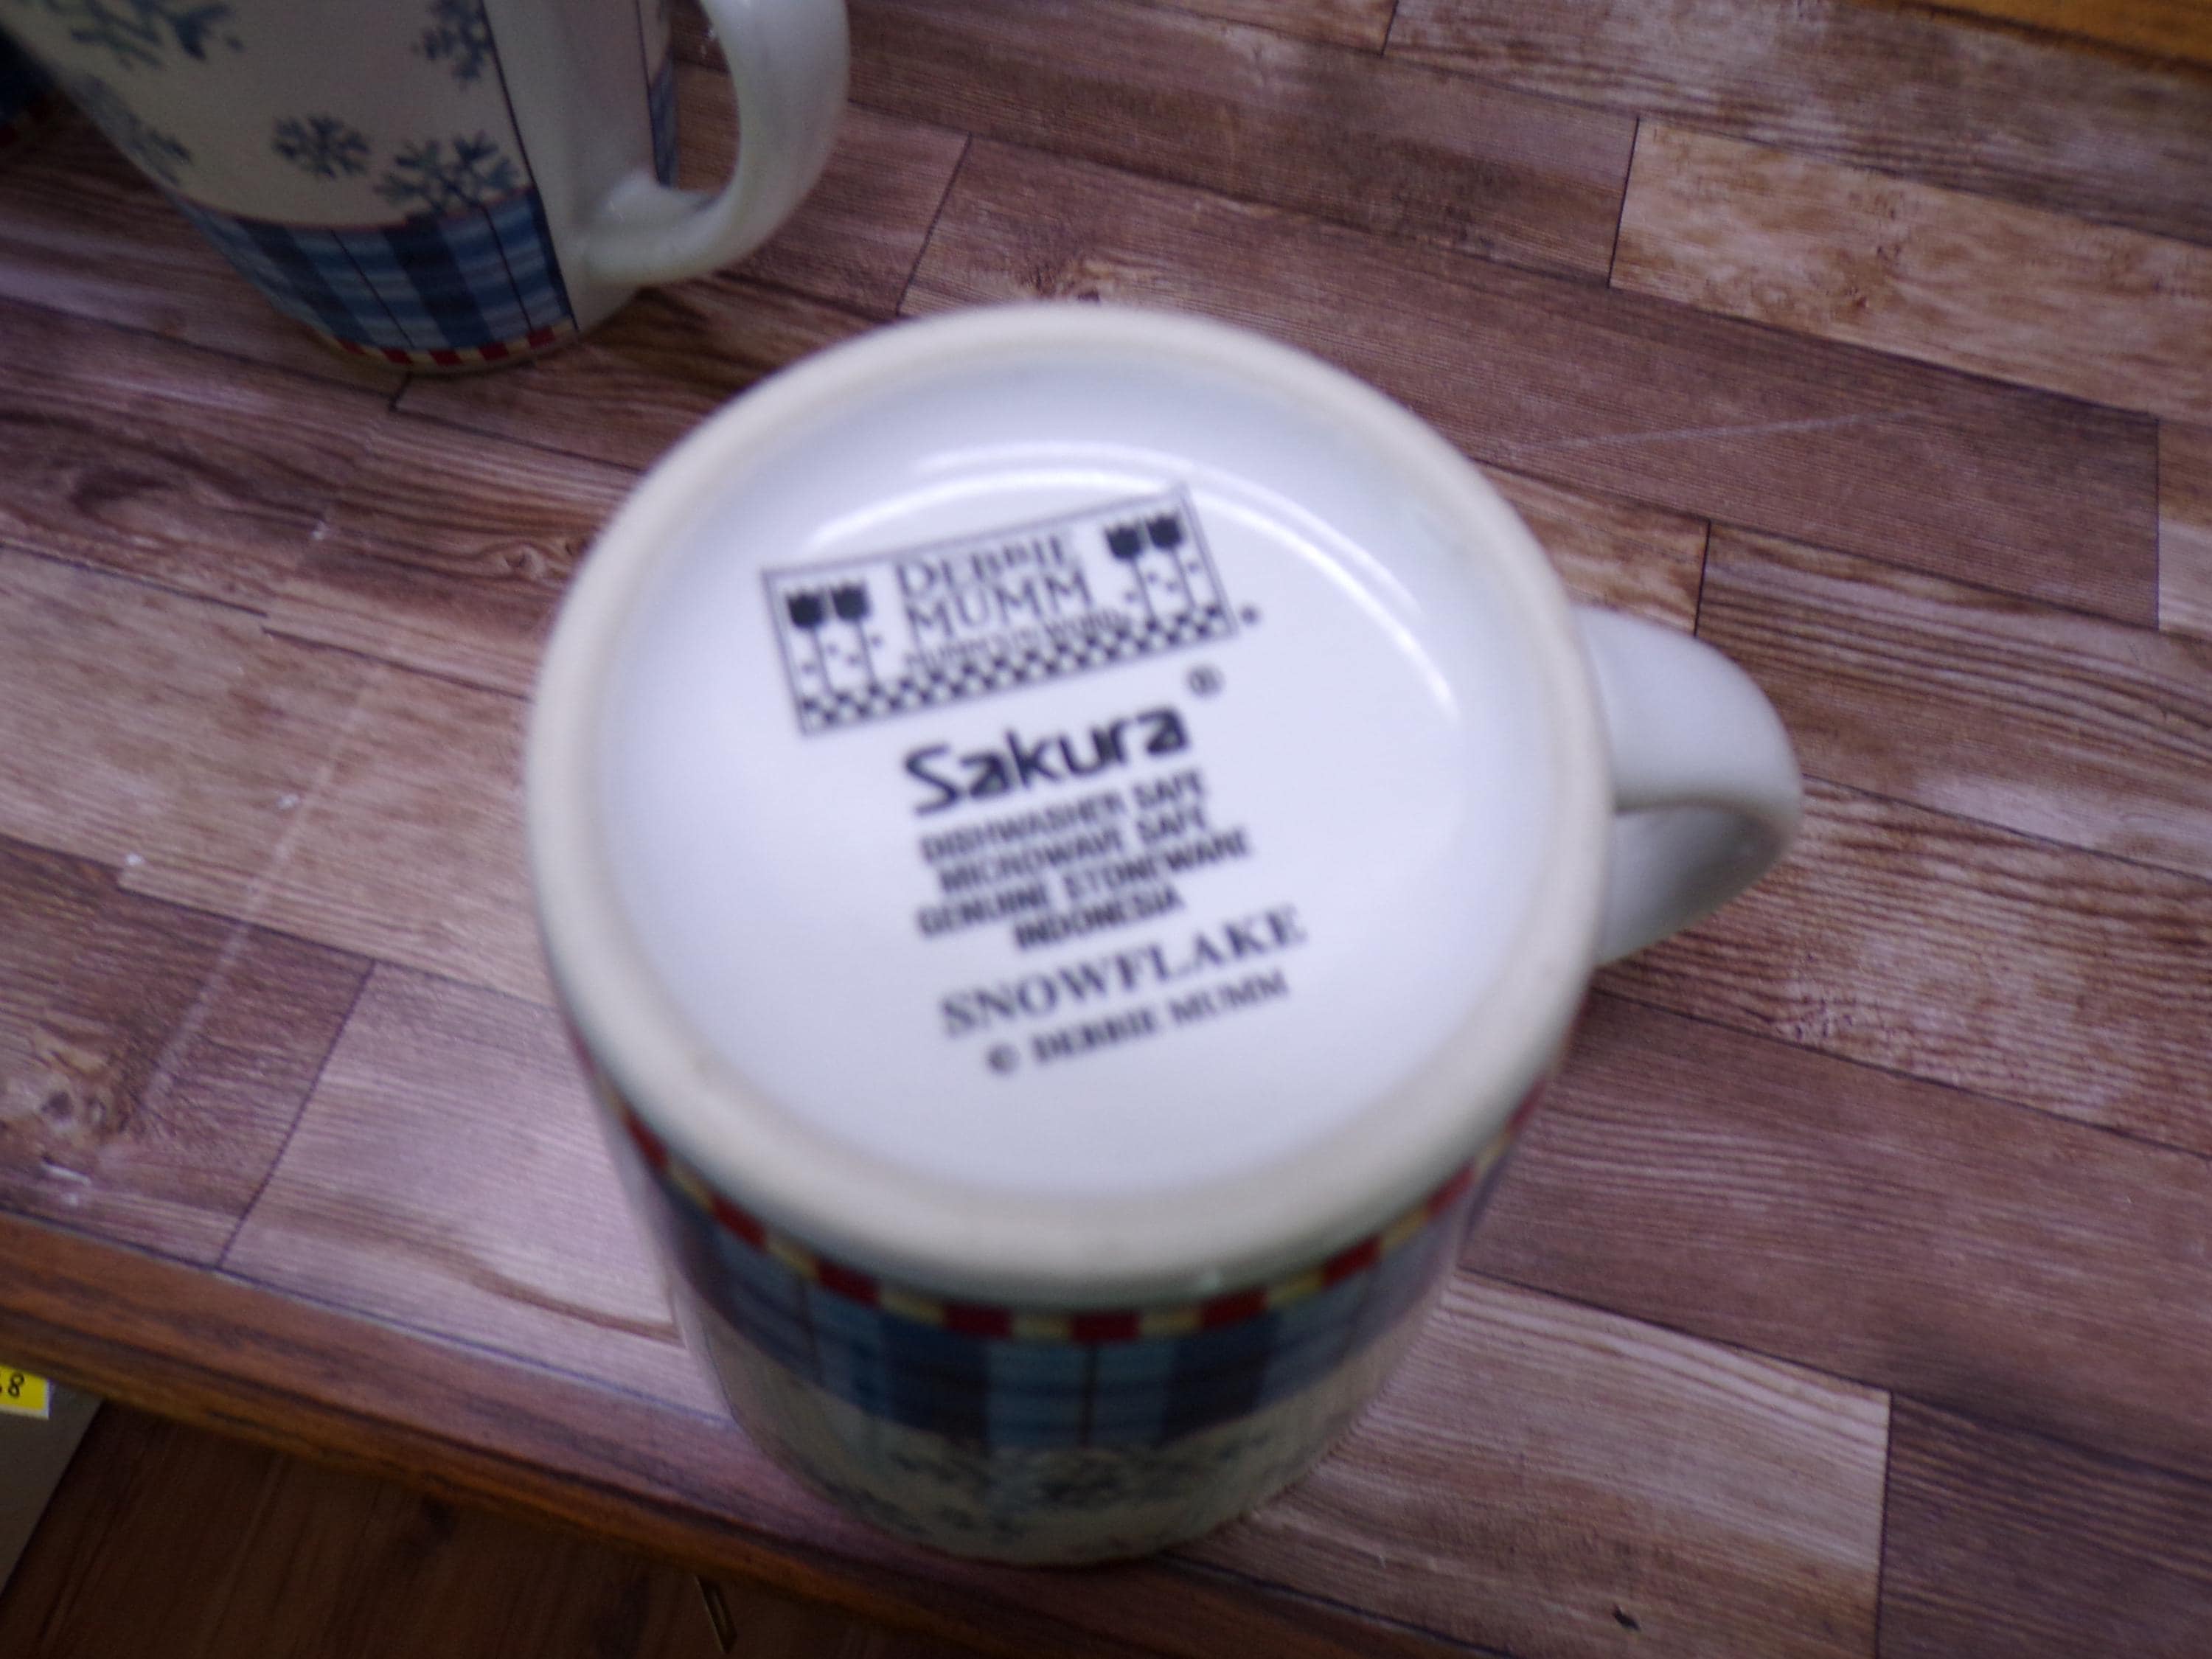 DEBBIE
MUMM
Sakura®
DISHWASHER SAFE
MICROWAVE SAFE
GENUINE STONEWARE
INDONESIA
SNOWFLAKE
© DEBBIE MUMM